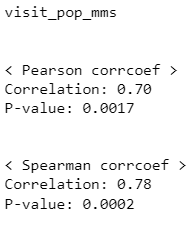 visit_pop_mms
< Pearson corrcoef >
Correlation: 0.70
P-value: 0.0017
< Spearman corrcoef >
Correlation: 0.78
P-value: 0.0002